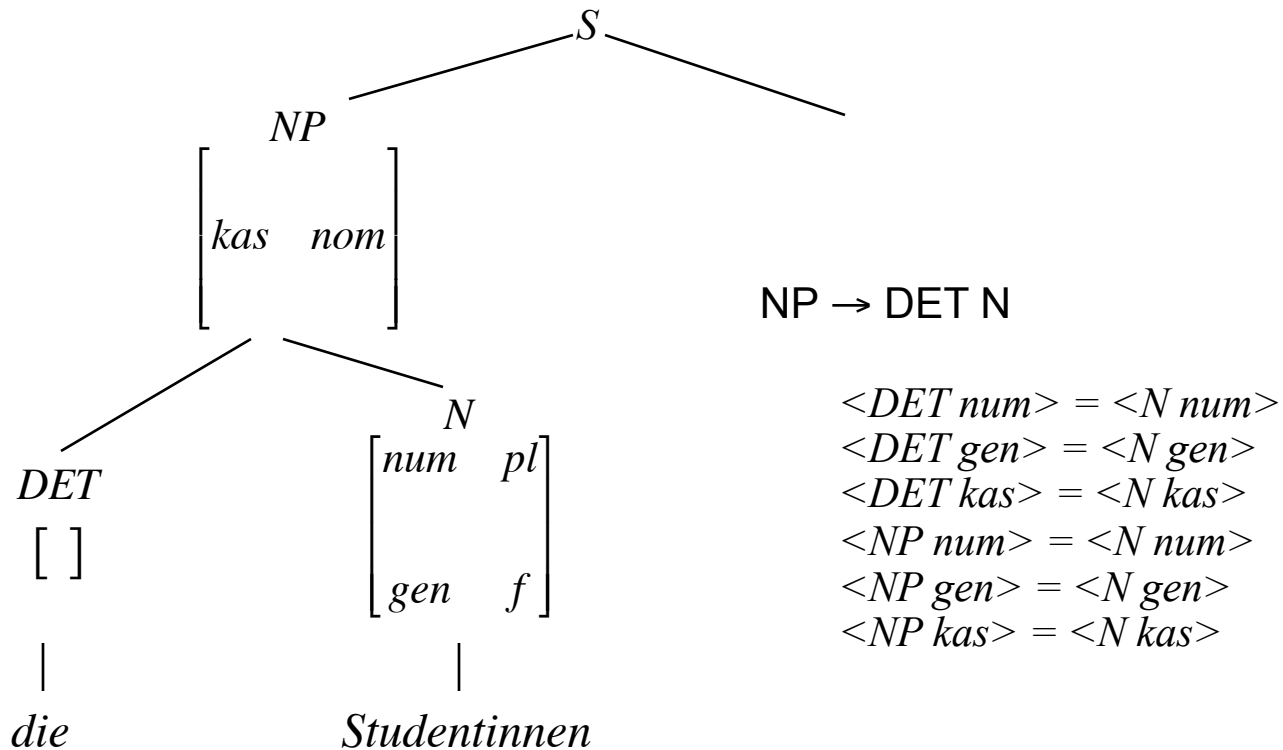 S
NP
kas nom
NP → DET N
N
num pl
gen f
DET
[ ]
<DET num> = <N num>
<DET gen> = <N gen>
<DET kas> = <N kas>
<NP num> = <N num>
<NP gen> = <N gen>
<NP kas> = <N kas>
die Studentinnen